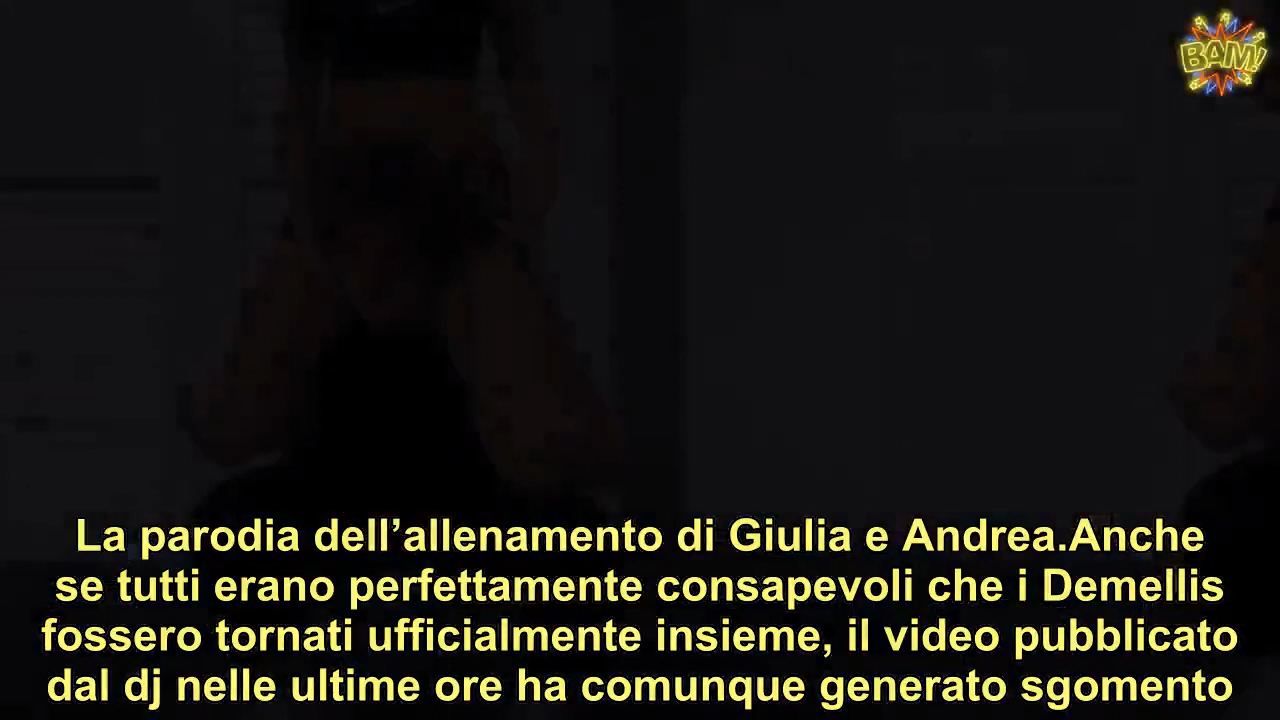 BAM!
La parodia dell’allenamento di Giulia e Andrea.Anche
se tutti erano perfettamente consapevoli che i Demellis
fossero tornati ufficialmente insieme, il video pubblicato
dal dj nelle ultime ore ha comunque generato sgomento